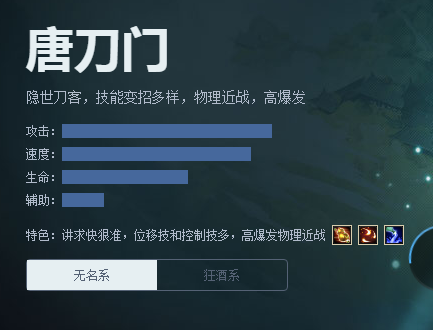 唐刀门
隐世刀客，技能变招多样，物理近战，高爆发
攻击：
速度：
生命：
辅助：
特色：讲求快狠准，位移技和控制技多，高爆发物理近战
无名系 狂酒系